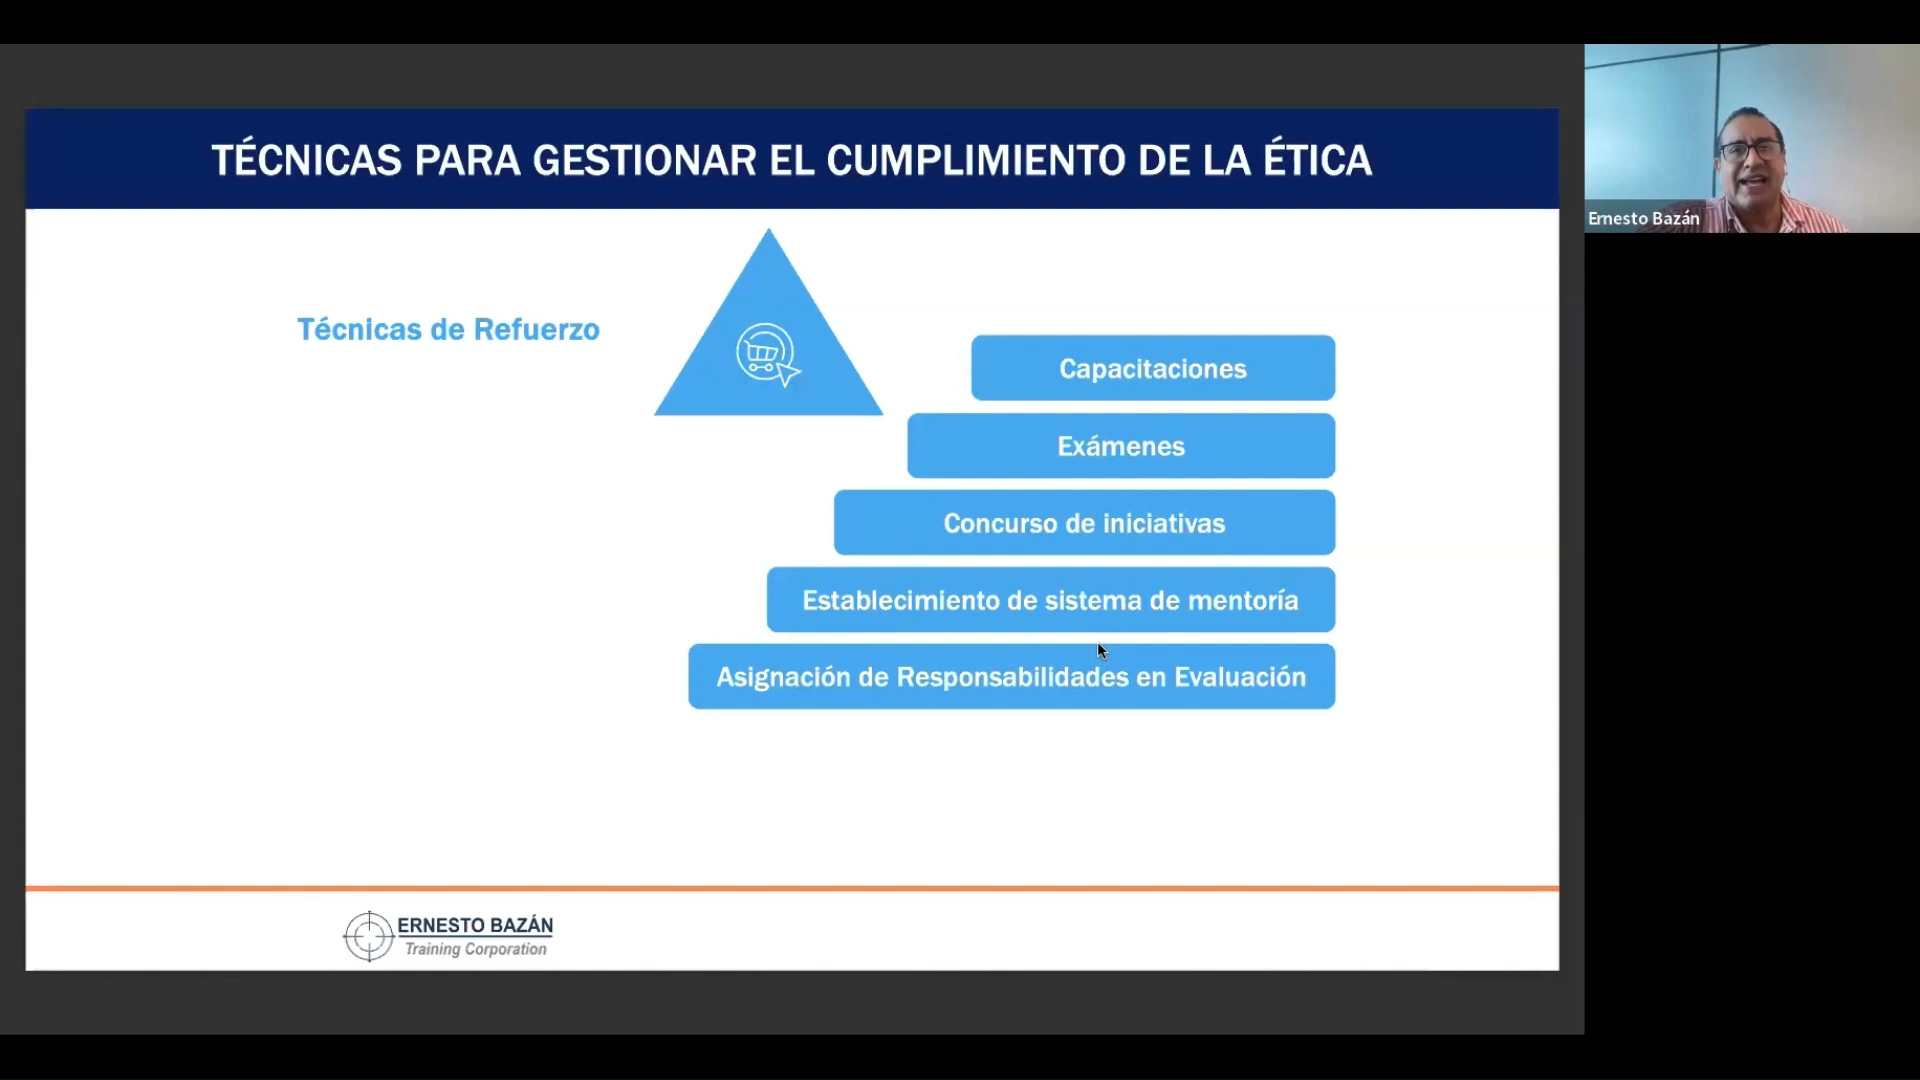 TÉCNICAS PARA GESTIONAR EL CUMPLIMIENTO DE LA ÉTICA
Ernesto Bazán
Técnicas de Refuerzo
Capacitaciones
Exámenes
Concurso de iniciativas
Establecimiento de sistema de mentoría
Asignación de Responsabilidades en Evaluación
ERNESTO BAZÁN
Training Corporation